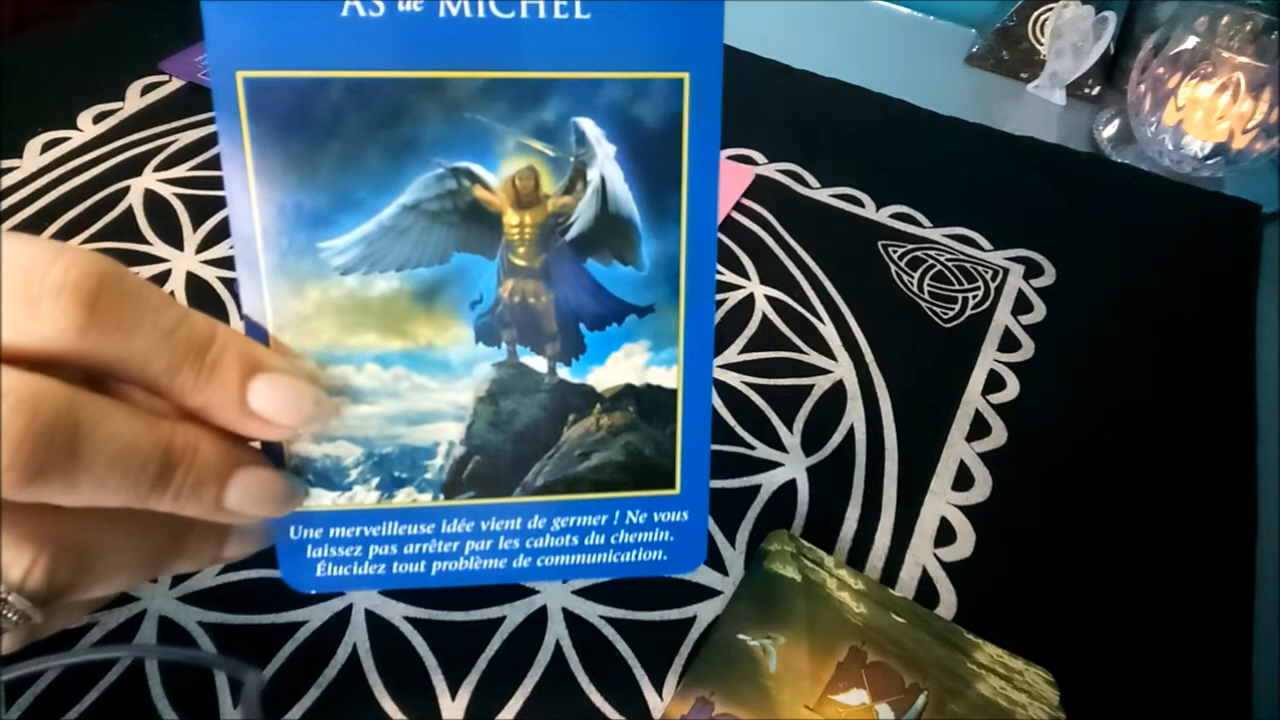 AS de MICHEL
Une merveilleuse idée vient de germer ! Ne vous
laissez pas arrêter par les cahots du chemin.
Élucidez tout problème de communication.